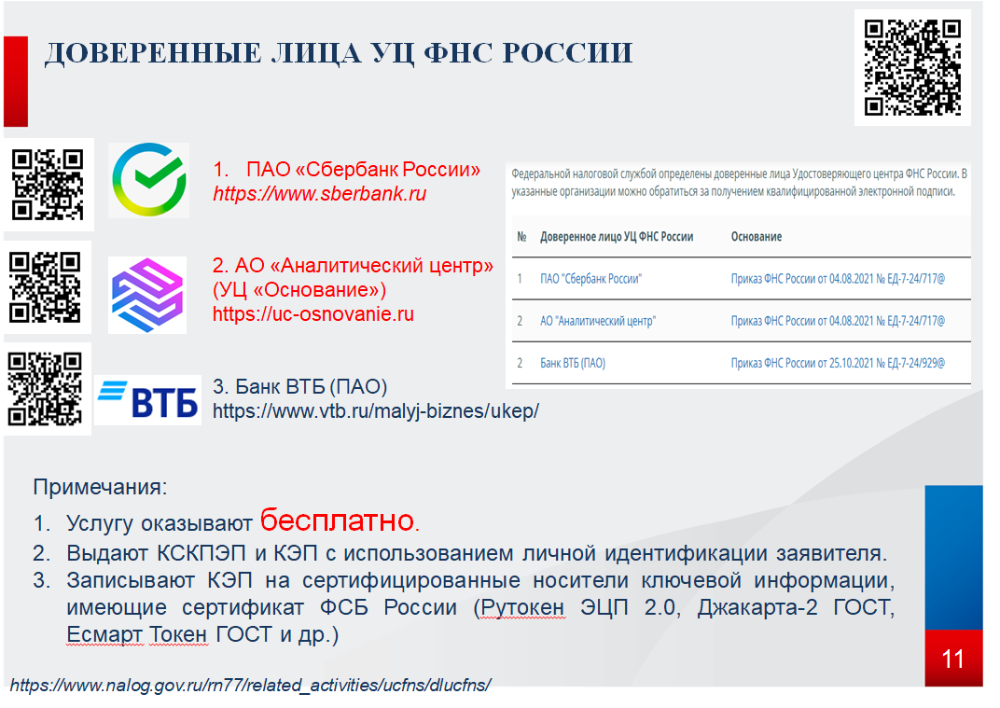 ДОВЕРЕННЫЕ ЛИЦА УЦ ФНС РОССИИ
1. ПАО «Сбербанк России»
https://www.sberbank.ru
2. АО «Аналитический центр»
(УЦ «Основание»)
https://uc-osnovanie.ru
ВТБ
3. Банк ВТБ (ПАО)
https://www.vtb.ru/malyj-biznes/ukep/
Федеральной налоговой службой определены доверенные лица Удостоверяющего центра ФНС России. В
указанные организации можно обратиться за получением квалифицированной электронной подписи.
№ Доверенное лицо УЦ ФНС России Основание
1 ПАО "Сбербанк России" Приказ ФНС России от 04.08.2021 № ЕД-7-24/717@
2 АО "Аналитический центр" Приказ ФНС России от 04.08.2021 № ЕД-7-24/717@
2 Банк ВТБ (ПАО) Приказ ФНС России от 25.10.2021 № ЕД-7-24/929@
Примечания:
1. Услугу оказывают бесплатно.
2. Выдают КСКПЭП и КЭП с использованием личной идентификации заявителя.
3. Записывают КЭП на сертифицированные носители ключевой информации,
имеющие сертификат ФСБ России (Рутокен ЭЦП 2.0, Джакарта-2 ГОСТ,
Есмарт Токен ГОСТ и др.)
11
https://www.nalog.gov.ru/rn77/related_activities/ucfns/dlucfns/